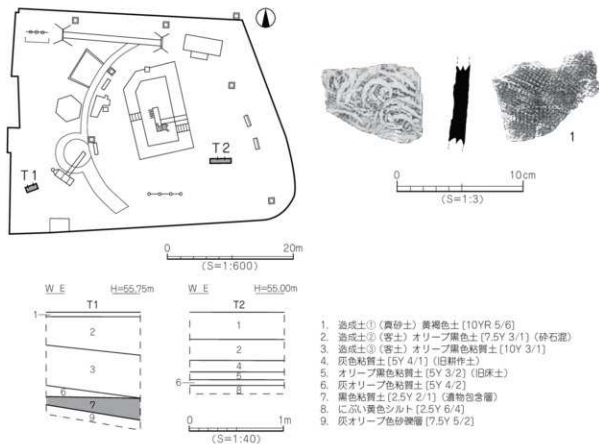 T1
T2
0 20m
(S=1:600)
1
0 10cm
(S=1:3)
W E H=55.75m
T1
1
2
3
6
7
9
W E H=55.00m
T2
1
2
4
5
6
8
0 1m
(S=1:40)
1. 造成土①(真砂土) 黄褐色土 [10YR 5/6]
2. 造成土②(客土) オリーブ黒色土 [7.5Y 3/1] (砕石混)
3. 造成土③(客土) オリーブ黒色粘質土 [10Y 3/1]
4. 灰色粘質土 [5Y 4/1] (旧耕作土)
5. オリーブ黒色粘質土 [5Y 3/2] (旧床土)
6. 灰オリーブ色粘質土 [5Y 4/2]
7. 黒色粘質土 [2.5Y 2/1] (遺物包含層)
8. にぶい黄色シルト [2.5Y 6/4]
9. 灰オリーブ色砂礫層 [7.5Y 5/2]